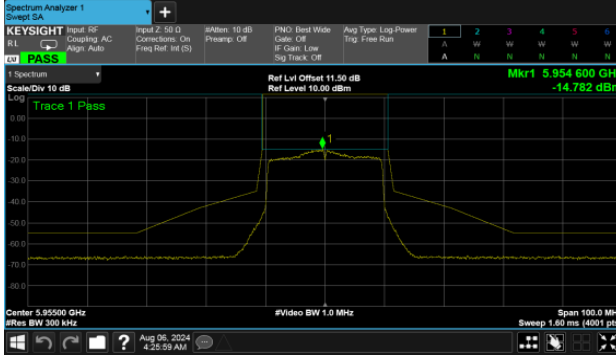 Spectrum Analyzer 1
Swept SA
+
KEYSIGHT
RL
LXI
PASS
Input: RF
Coupling: AC
Align: Auto
Input Z: 50 Ω
Corrections: On
Freq Ref: Int (S)
#Atten: 10 dB
Preamp: Off
PNO: Best Wide
Gate: Off
IF Gain: Low
Sig Track: Off
Avg Type: Log-Power
Trig: Free Run
1 2 3 4 5 6
A W W W W W
A N N N N N
1 Spectrum
Scale/Div 10 dB
Ref Lvl Offset 11.50 dB
Ref Level 10.00 dBm
Mkr1 5.954 600 GH
-14.782 dBr
Log
Trace 1 Pass
0.00
-10.0
1
-20.0
-30.0
-40.0
-50.0
-60.0
-70.0
-80.0
Center 5.95500 GHz
#Res BW 300 kHz
#Video BW 1.0 MHz
Span 100.0 MH
Sweep 1.60 ms (4001 pts
?
Aug 06, 2024
4:25:59 AM